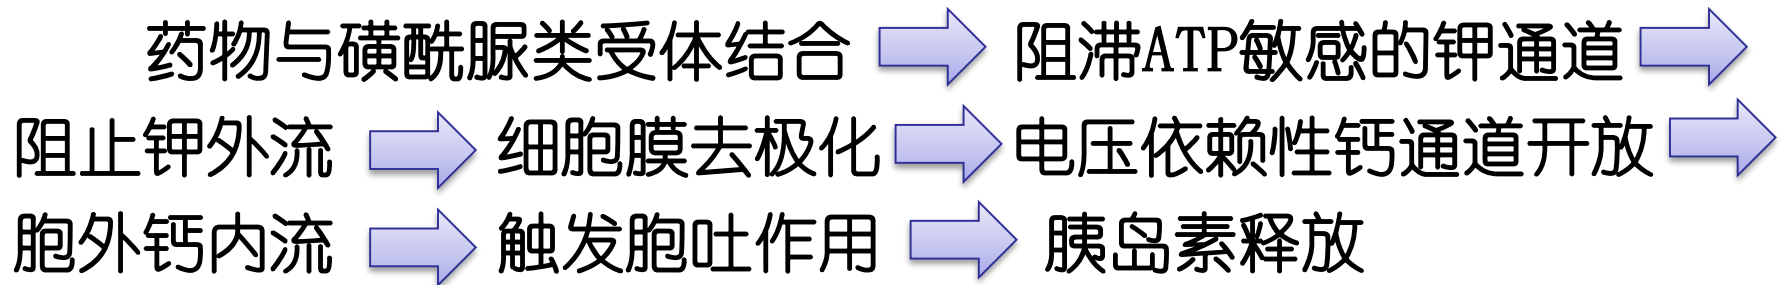 药物与磺酰脲类受体结合 阻滞ATP敏感的钾通道
阻止钾外流 细胞膜去极化 电压依赖性钙通道开放
胞外钙内流 触发胞吐作用 胰岛素释放